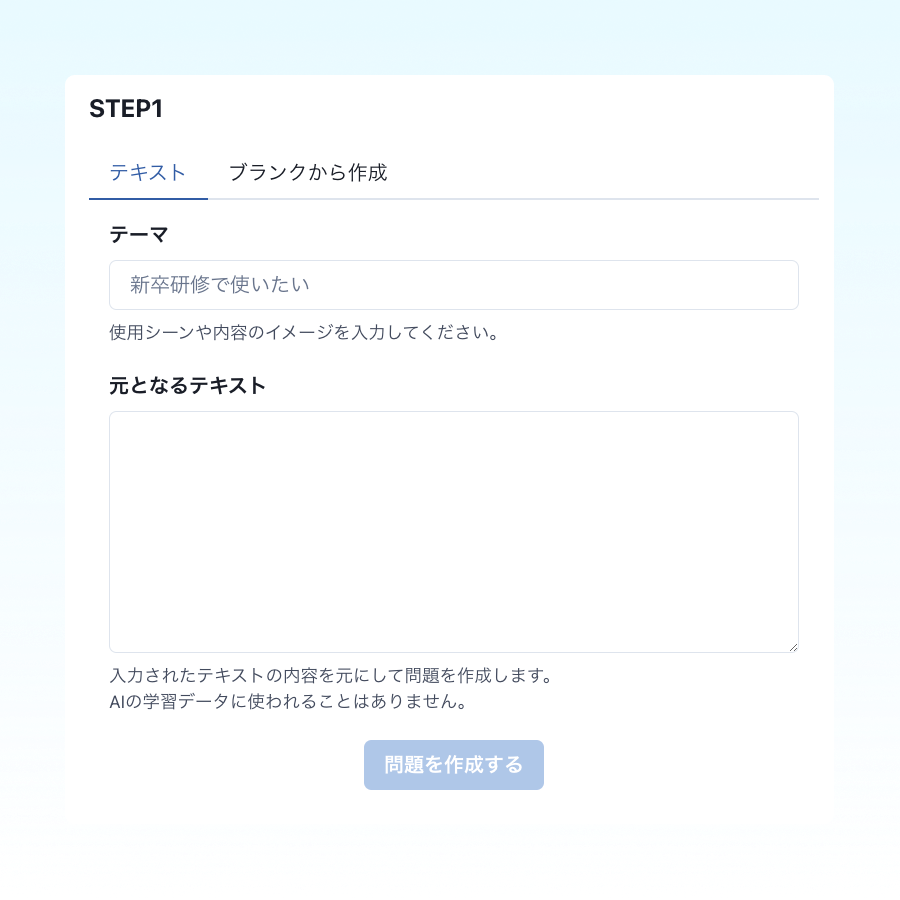 STEP1
テキスト ブランクから作成
テーマ
新卒研修で使いたい
使用シーンや内容のイメージを入力してください。
元となるテキスト
入力されたテキストの内容を元にして問題を作成します。
AIの学習データに使われることはありません。
問題を作成する